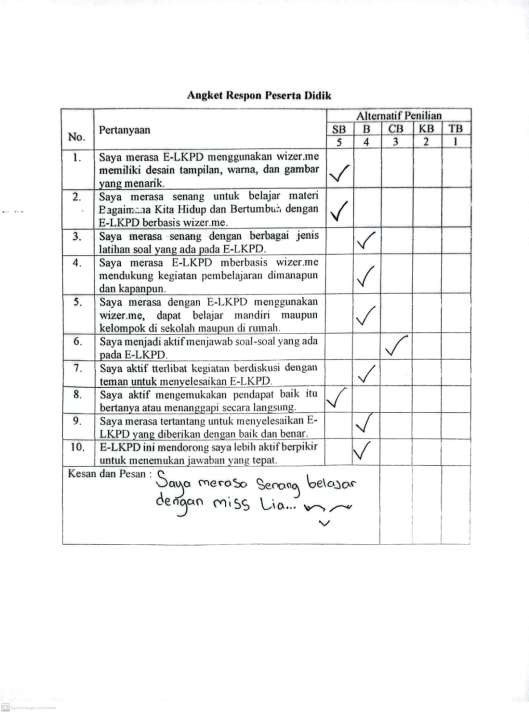 Angket Respon Peserta Didik
No. Pertanyaan Alternatif Penilian
SB B CB KB TB
5 4 3 2 1
1. Saya merasa E-LKPD menggunakan wizer.me
memiliki desain tampilan, warna, dan gambar
yang menarik.
2. Saya merasa senang untuk belajar materi
Bagaimana Kita Hidup dan Bertumbuh dengan
E-LKPD berbasis wizer.me.
3. Saya merasa senang dengan berbagai jenis
latihan soal yang ada pada E-LKPD.
4. Saya merasa E-LKPD mberbasis wizer.me
mendukung kegiatan pembelajaran dimanapun
dan kapanpun.
5. Saya merasa dengan E-LKPD menggunakan
wizer.me, dapat belajar mandiri maupun
kelompok di sekolah maupun di rumah.
6. Saya menjadi aktif menjawab soal-soal yang ada
pada E-LKPD.
7. Saya aktif tterlibat kegiatan berdiskusi dengan
teman untuk menyelesaikan E-LKPD.
8. Saya aktif mengemukakan pendapat baik itu
bertanya atau menanggapi secara langsung.
9. Saya merasa tertantang untuk menyelesaikan E-
LKPD yang diberikan dengan baik dan benar.
10. E-LKPD ini mendorong saya lebih aktif berpikir
untuk menemukan jawaban yang tepat.
Kesan dan Pesan : Saya merasa Senang belajar
dengan miss Lia...